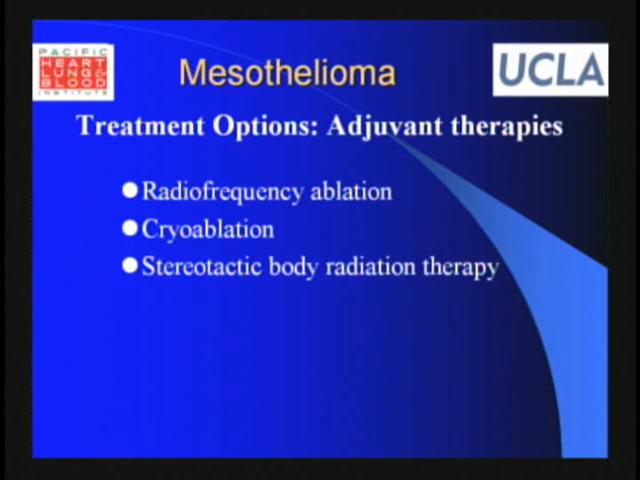 PACIFIC
HEART
LUNG &
BLOOD
INSTITUTE
Mesothelioma
UCLA
Treatment Options: Adjuvant therapies
Radiofrequency ablation
Cryoablation
Stereotactic body radiation therapy